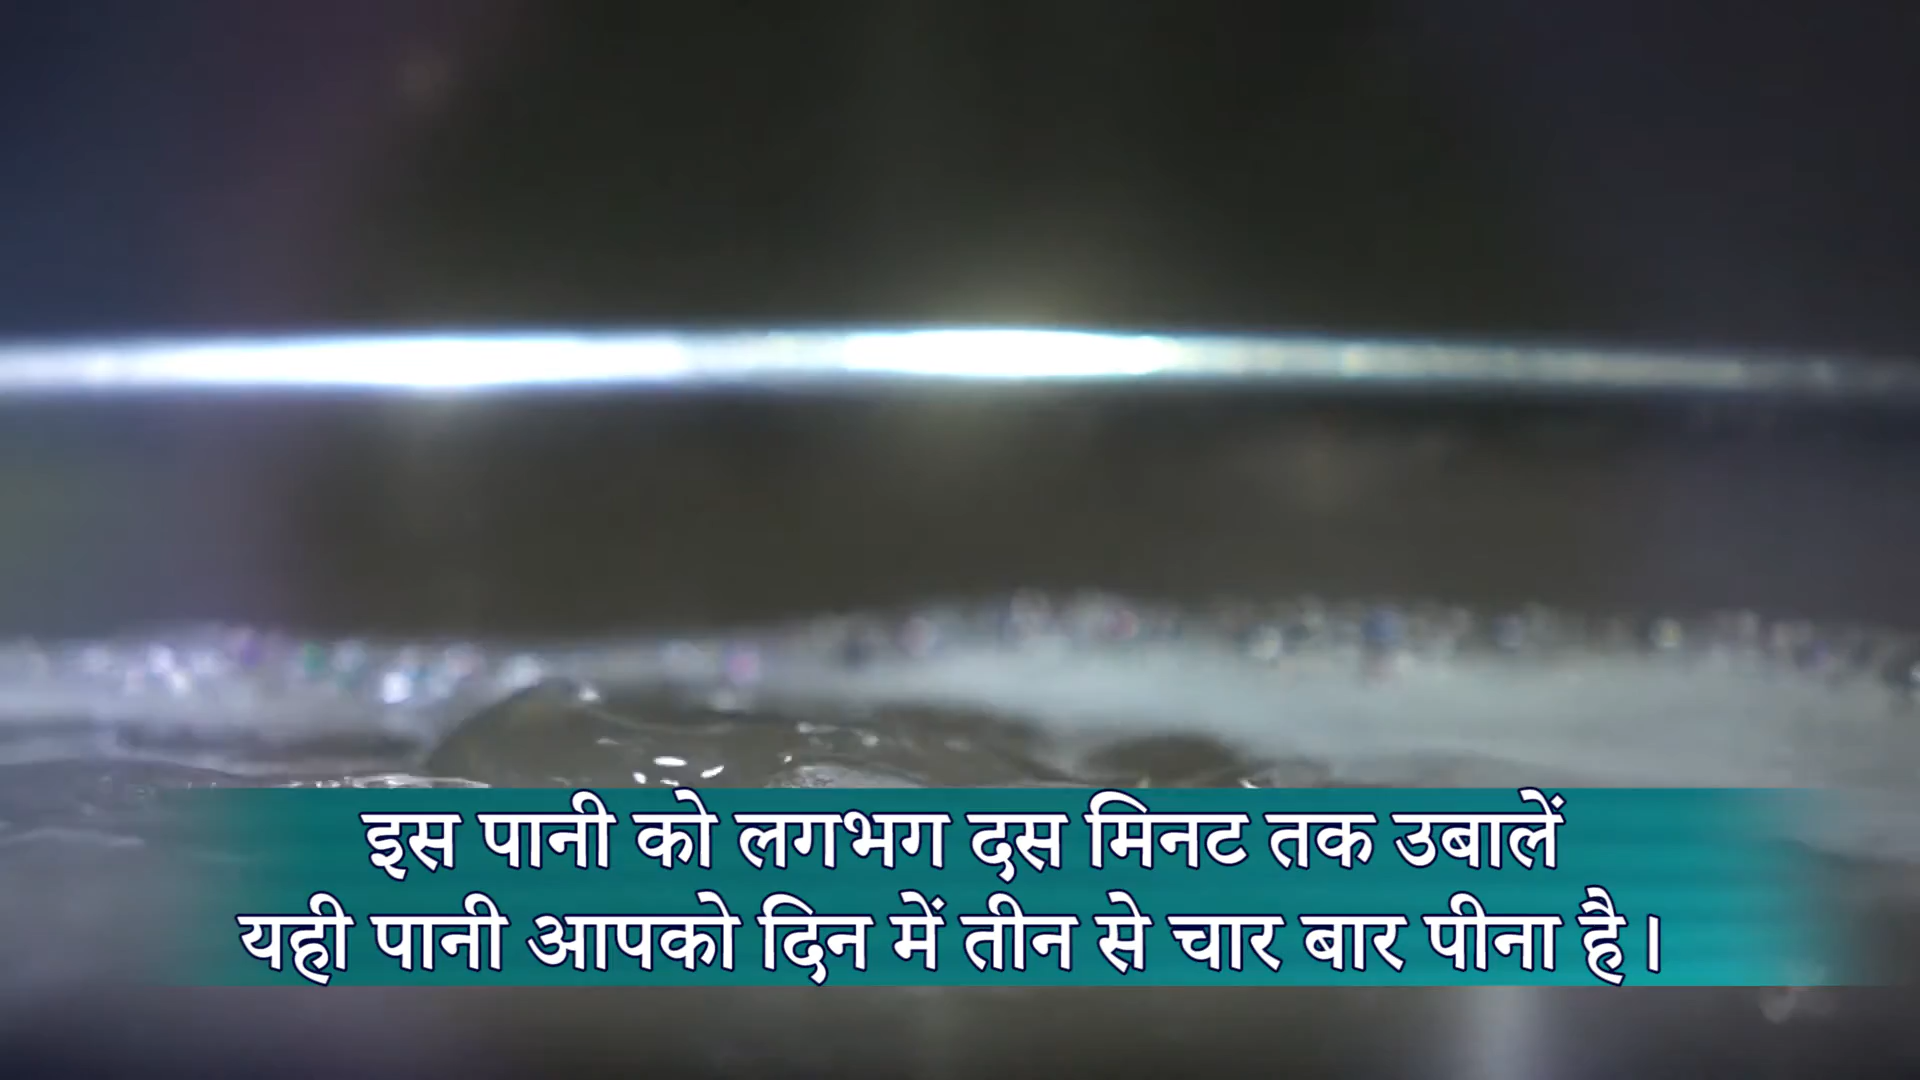 इस पानी को लगभग दस मिनट तक उबालें
यही पानी आपको दिन में तीन से चार बार पीना है।